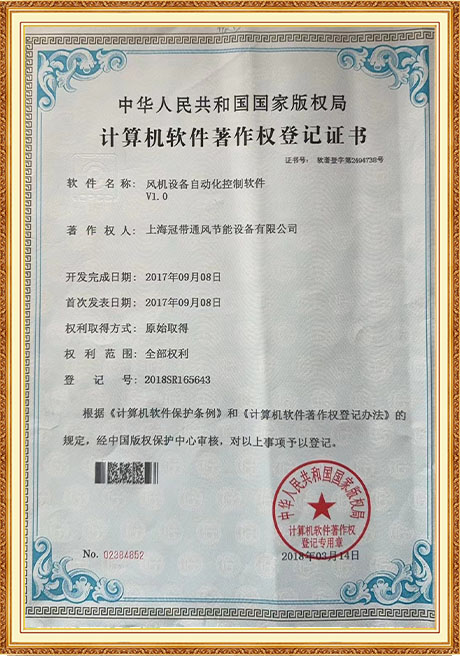 中华人民共和国国家版权局
计算机软件著作权登记证书
证书号： 软著登字第2494738号
软件名称： 风机设备自动化控制软件
V1.0
著作权人： 上海冠带通风节能设备有限公司
开发完成日期： 2017年09月08日
首次发表日期： 2017年09月08日
权利取得方式： 原始取得
权利范围： 全部权利
登记号： 2018SR165643
根据《计算机软件保护条例》和《计算机软件著作权登记办法》的
规定，经中国版权保护中心审核，对以上事项予以登记。
中华人民共和国国家版权局
计算机软件著作权
登记专用章
No. 02384852
2018年03月14日